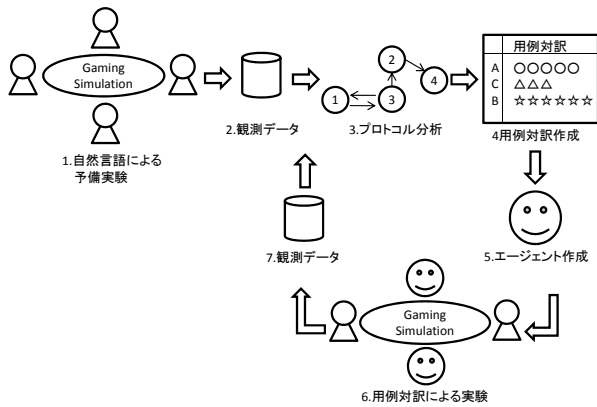 Gaming
Simulation
1.自然言語による
予備実験
2.観測データ
1
2
3
4
3.プロトコル分析
用例対訳
A ○○○○○
C △△△
B ☆☆☆☆☆☆
4用例対訳作成
5.エージェント作成
Gaming
Simulation
6.用例対訳による実験
7.観測データ